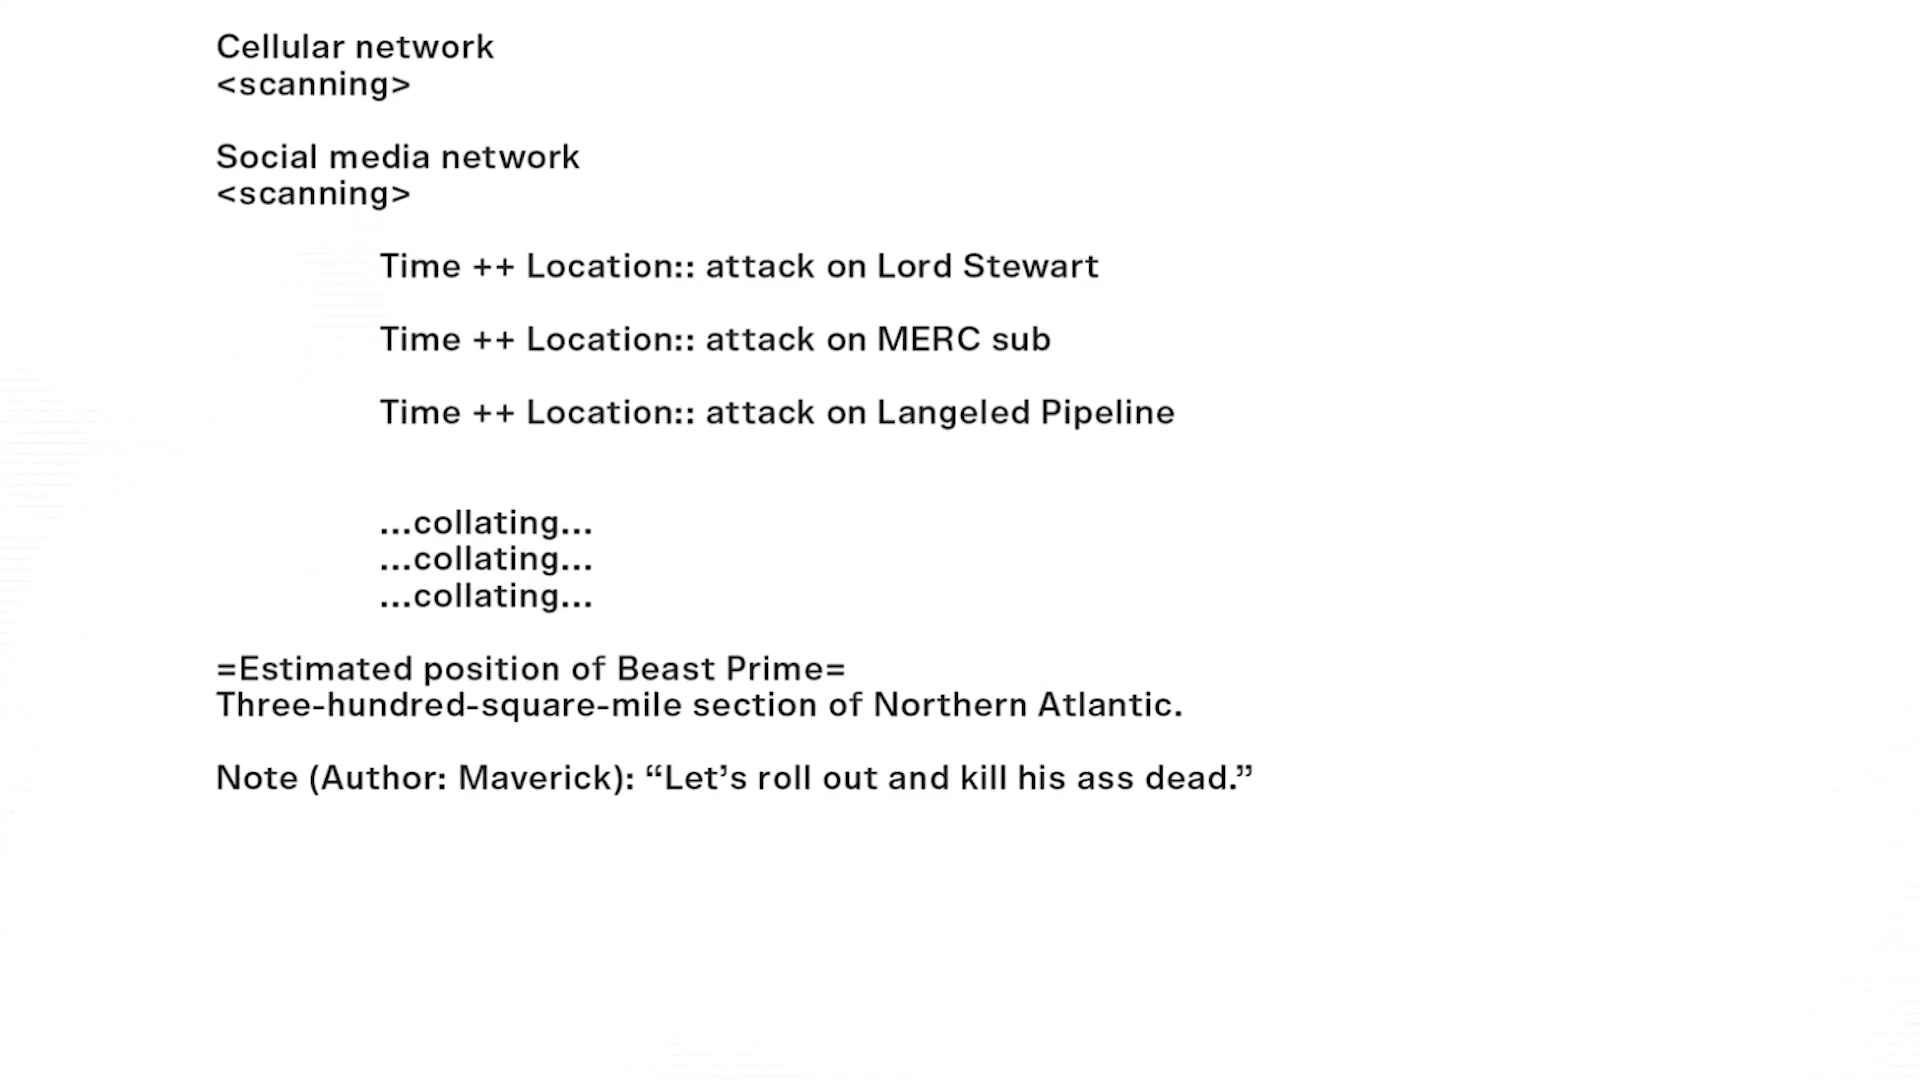 Cellular network
<scanning>
Social media network
<scanning>
Time ++ Location:: attack on Lord Stewart
Time ++ Location:: attack on MERC sub
Time ++ Location:: attack on Langeled Pipeline
...collating...
...collating...
...collating...
=Estimated position of Beast Prime=
Three-hundred-square-mile section of Northern Atlantic.
Note (Author: Maverick): “Let’s roll out and kill his ass dead.”